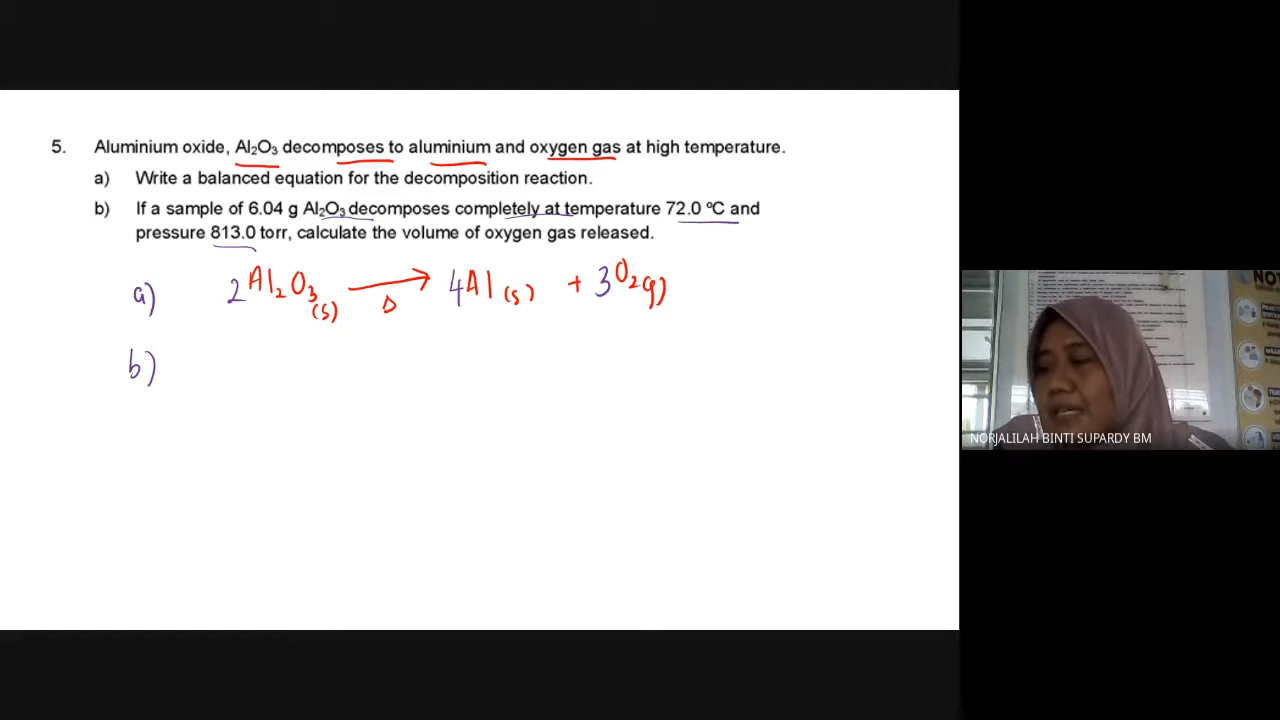 5. Aluminium oxide, Al₂O₃ decomposes to aluminium and oxygen gas at high temperature.
a) Write a balanced equation for the decomposition reaction.
b) If a sample of 6.04 g Al₂O₃ decomposes completely at temperature 72.0 ºC and
pressure 813.0 torr, calculate the volume of oxygen gas released.
a) 2Al₂O₃(s) →Δ 4Al(s) + 3O₂(g)
b)
NORJALILAH BINTI SUPARDY BM